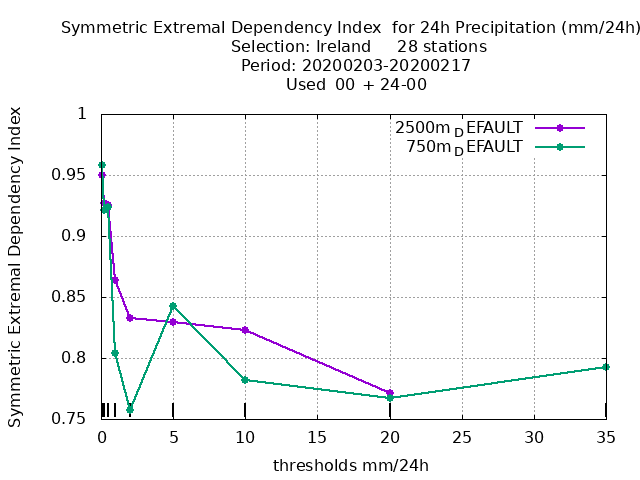 Symmetric Extremal Dependency Index for 24h Precipitation (mm/24h)
Selection: Ireland 28 stations
Period: 20200203-20200217
Used 00 + 24-00
Symmetric Extremal Dependency Index
1
0.95
0.9
0.85
0.8
0.75
2500m_DEFAULT
750m_DEFAULT
0 5 10 15 20 25 30 35
thresholds mm/24h